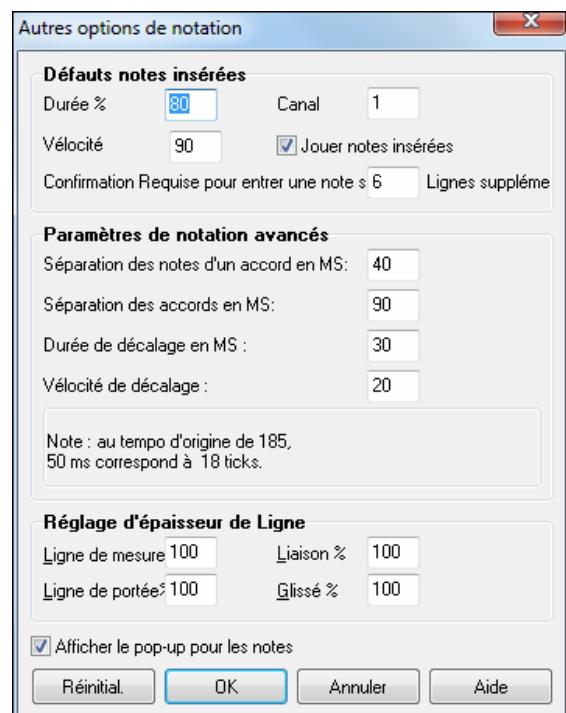 Autres options de notation
Défauts notes insérées
Durée % 80 Canal 1
Vélocité 90 Jouer notes insérées
Confirmation Requise pour entrer une note s 6 Lignes suppléme
Paramètres de notation avancés
Séparation des notes d'un accord en MS: 40
Séparation des accords en MS: 90
Durée de décalage en MS : 30
Vélocité de décalage : 20
Note : au tempo d'origine de 185,
50 ms correspond à 18 ticks.
Réglage d'épaisseur de Ligne
Ligne de mesure 100 Liaison % 100
Ligne de portée% 100 Glissé % 100
Afficher le pop-up pour les notes
Réinitial. OK Annuler Aide